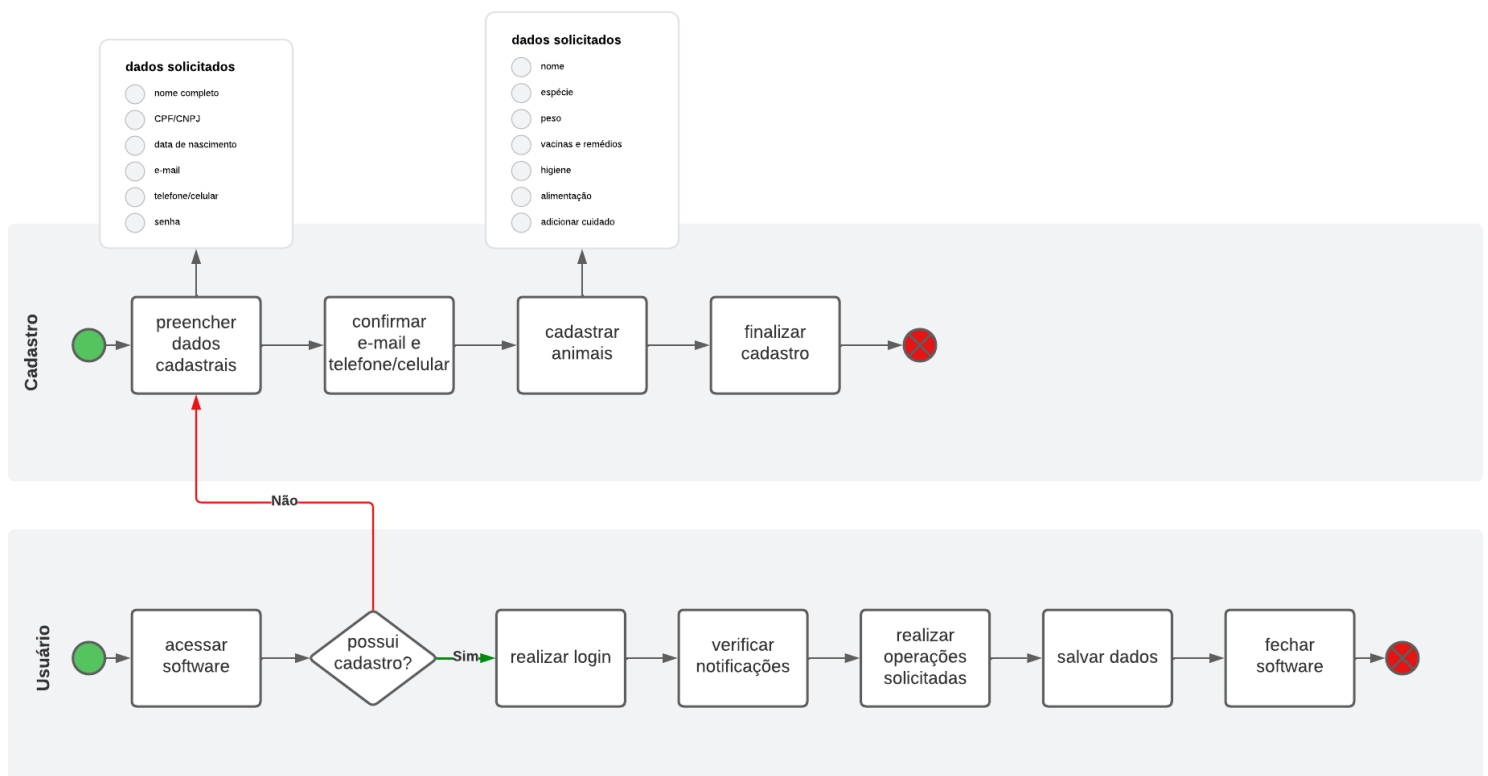 dados solicitados
nome completo
CPF/CNPJ
data de nascimento
e-mail
telefone/celular
senha
dados solicitados
nome
espécie
peso
vacinas e remédios
higiene
alimentação
adicionar cuidado
Cadastro
preencher
dados
cadastrais
confirmar
e-mail e
telefone/celular
cadastrar
animais
finalizar
cadastro
Não
Usuário
acessar
software
possui
cadastro?
Sim
realizar login
verificar
notificações
realizar
operações
solicitadas
salvar dados
fechar
software